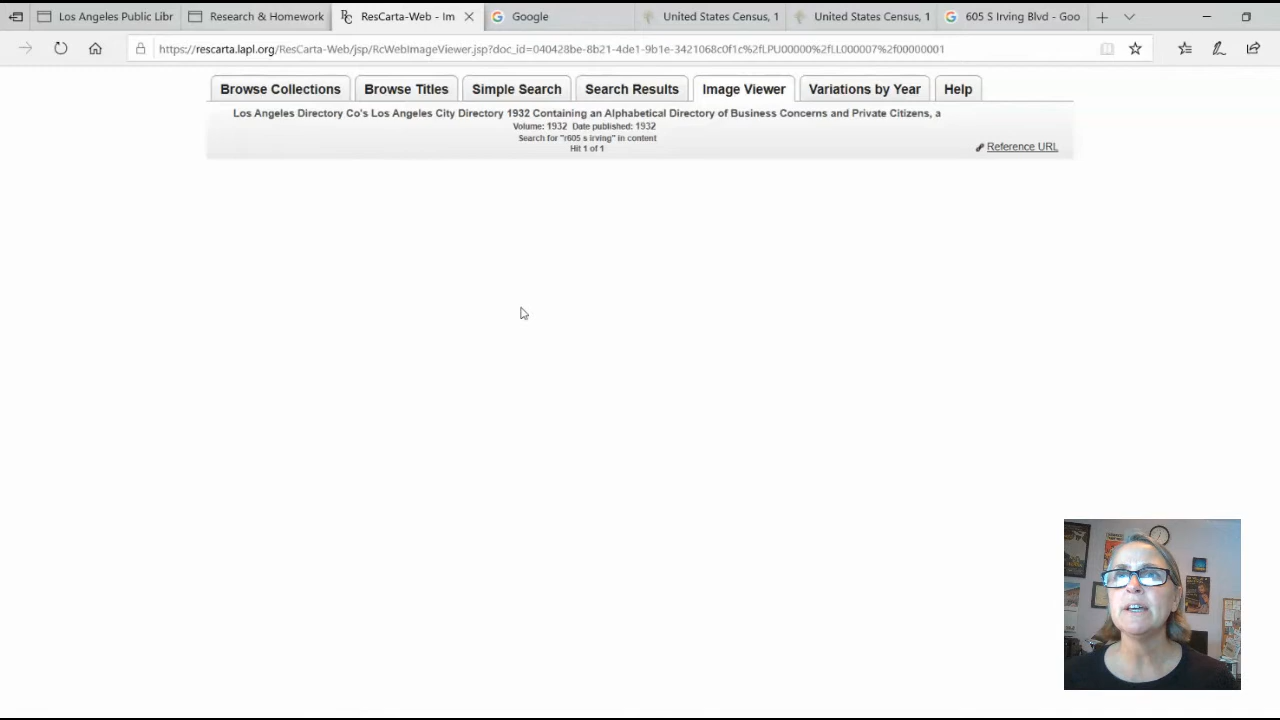 Los Angeles Public Libr
Research & Homework
ResCarta-Web - Im
Google
United States Census, 1
United States Census, 1
605 S Irving Blvd - Goo
https://rescarta.lapl.org/ResCarta-Web/jsp/RcWebImageViewer.jsp?doc_id=040428be-8b21-4de1-9b1e-3421068c0f1c%2fLPU00000%2fLL000007%2f00000001
Browse Collections
Browse Titles
Simple Search
Search Results
Image Viewer
Variations by Year
Help
Los Angeles Directory Co's Los Angeles City Directory 1932 Containing an Alphabetical Directory of Business Concerns and Private Citizens, a
Volume: 1932 Date published: 1932
Search for "r605 s irving" in content
Hit 1 of 1
Reference URL